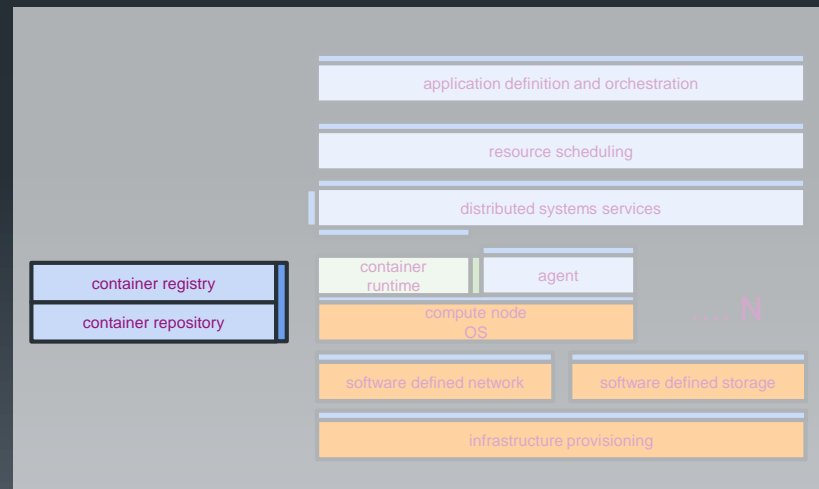 application definition and orchestration
resource scheduling
distributed systems services
container registry
container repository
container
runtime
agent
compute node
OS
.... N
software defined network
software defined storage
infrastructure provisioning